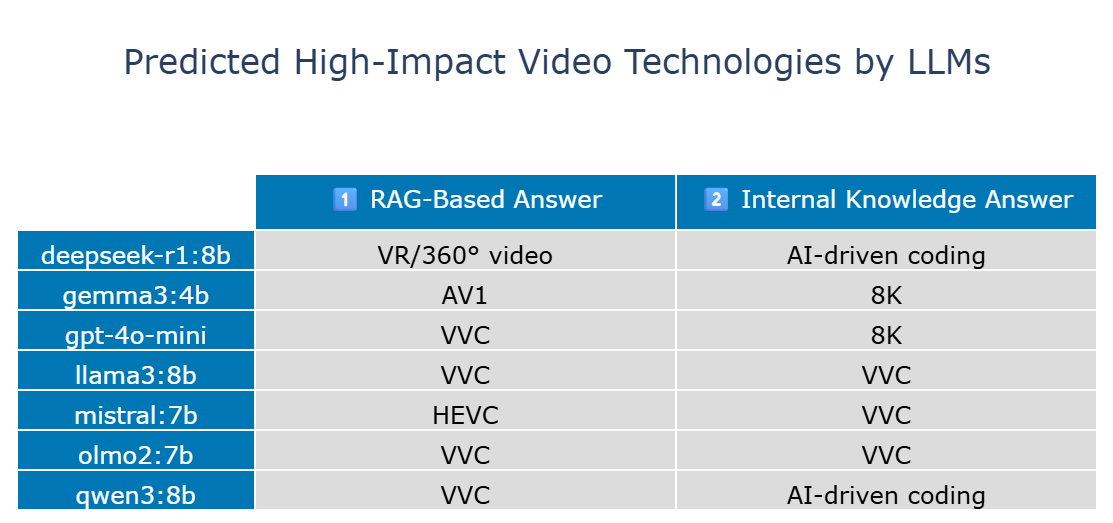 Predicted High-Impact Video Technologies by LLMs
1️⃣ RAG-Based Answer 2️⃣ Internal Knowledge Answer
deepseek-r1:8b VR/360° video AI-driven coding
gemma3:4b AV1 8K
gpt-4o-mini VVC 8K
llama3:8b VVC VVC
mistral:7b HEVC VVC
olmo2:7b VVC VVC
qwen3:8b VVC AI-driven coding